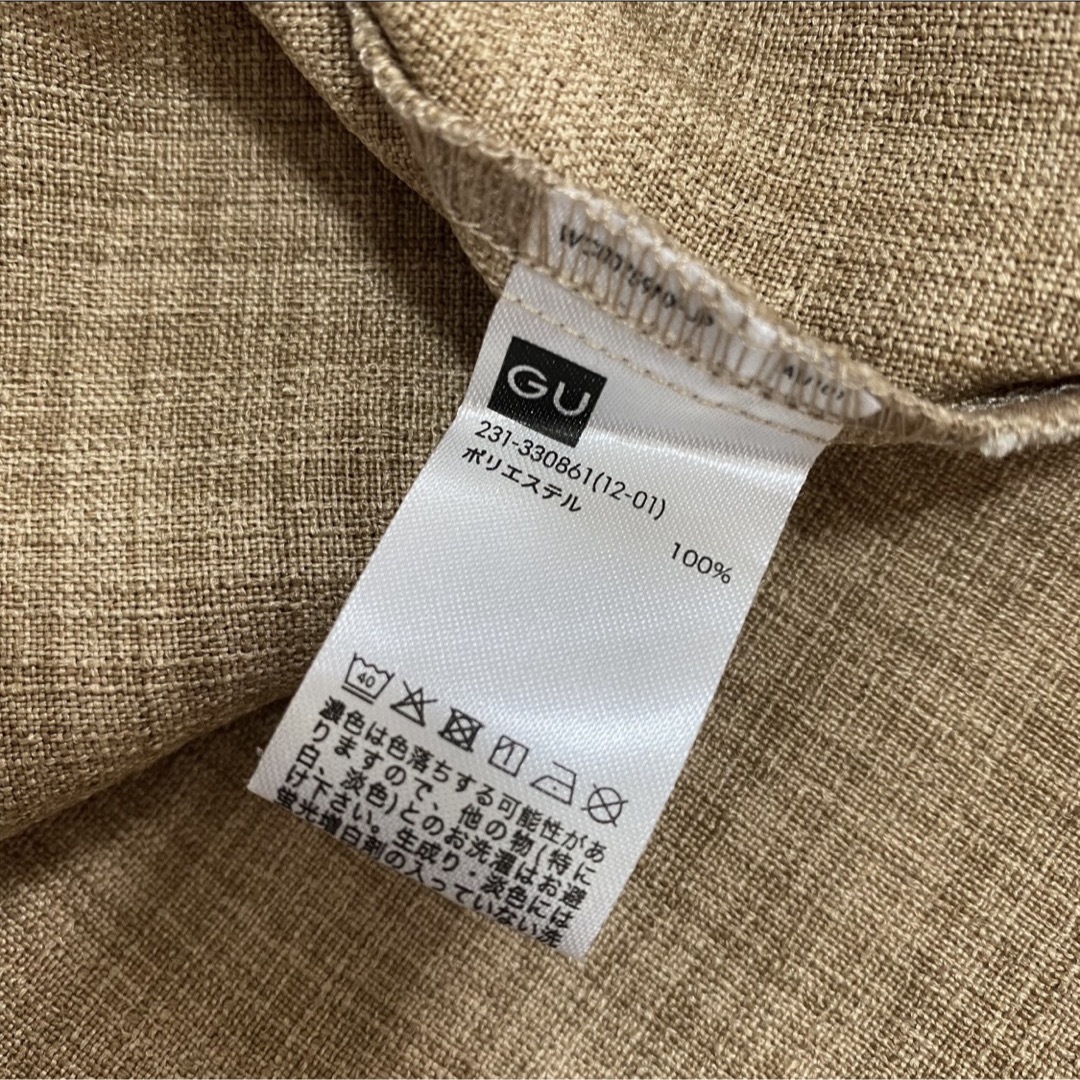 GU
231-330861(12-01)
ポリエステル
100%
40
濃色は色落ちする可能性があ
りますので、他の物(特に
白、淡色)とのお洗濯はお避
け下さい。生成り・淡色には
蛍光増白剤の入っていない洗